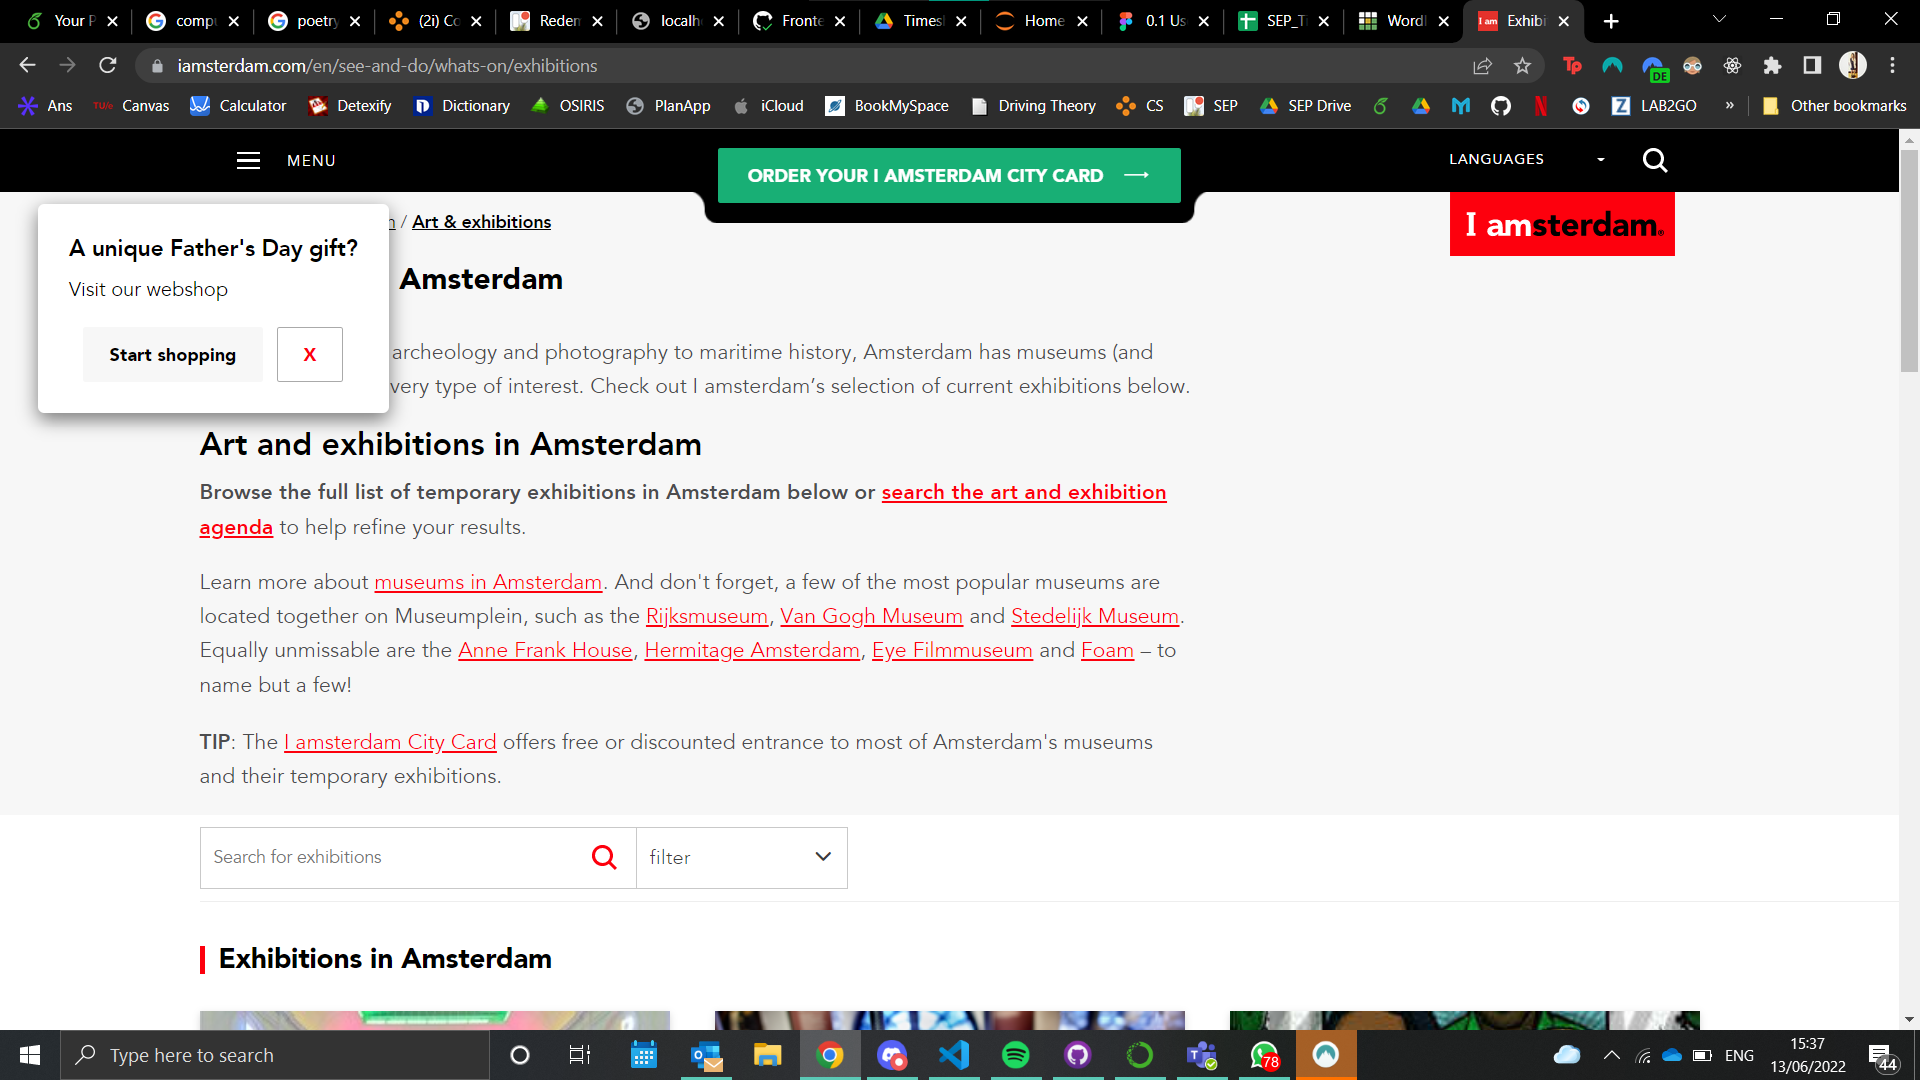 Your P
compu
poetry
(2i) Co
Reden
localh
Fronte
Times
Home
0.1 Us
SEP_Ti
Wordl
I am
Exhibi
iamsterdam.com/en/see-and-do/whats-on/exhibitions
DE
Ans
TU/e
Canvas
Calculator
Detexify
Dictionary
OSIRIS
PlanApp
iCloud
BookMySpace
Driving Theory
CS
SEP
SEP Drive
LAB2GO
»
Other bookmarks
MENU
ORDER YOUR I AMSTERDAM CITY CARD
LANGUAGES
I amsterdam.
/ Art & exhibitions
A unique Father's Day gift?
Visit our webshop
Start shopping
X
Amsterdam
archeology and photography to maritime history, Amsterdam has museums (and
very type of interest. Check out I amsterdam’s selection of current exhibitions below.
Art and exhibitions in Amsterdam
Browse the full list of temporary exhibitions in Amsterdam below or search the art and exhibition
agenda to help refine your results.
Learn more about museums in Amsterdam. And don't forget, a few of the most popular museums are
located together on Museumplein, such as the Rijksmuseum, Van Gogh Museum and Stedelijk Museum.
Equally unmissable are the Anne Frank House, Hermitage Amsterdam, Eye Filmmuseum and Foam – to
name but a few!
TIP: The I amsterdam City Card offers free or discounted entrance to most of Amsterdam's museums
and their temporary exhibitions.
Search for exhibitions
filter
Exhibitions in Amsterdam
Type here to search
78
ENG
15:37
13/06/2022
44